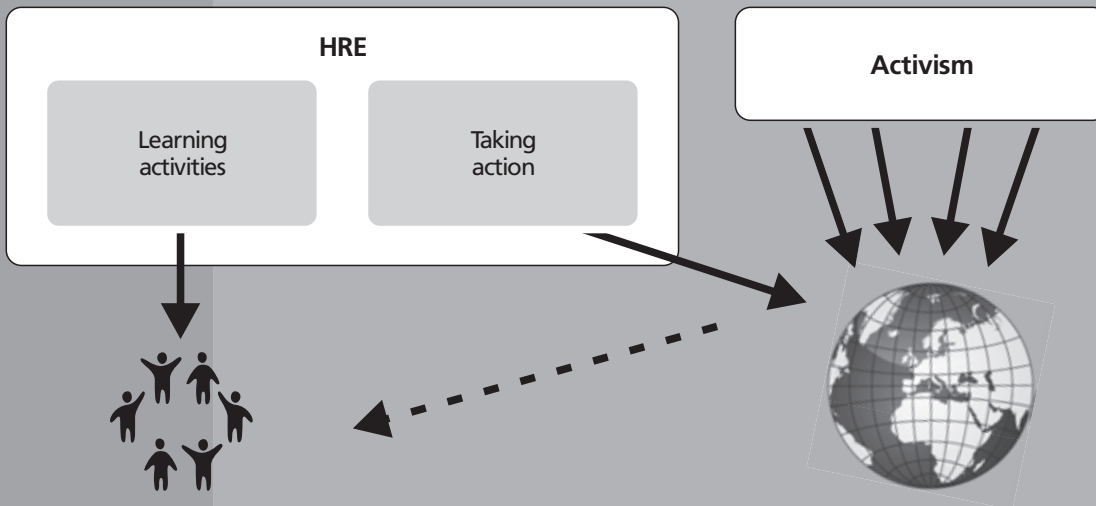 HRE
Learning
activities
Taking
action
Activism